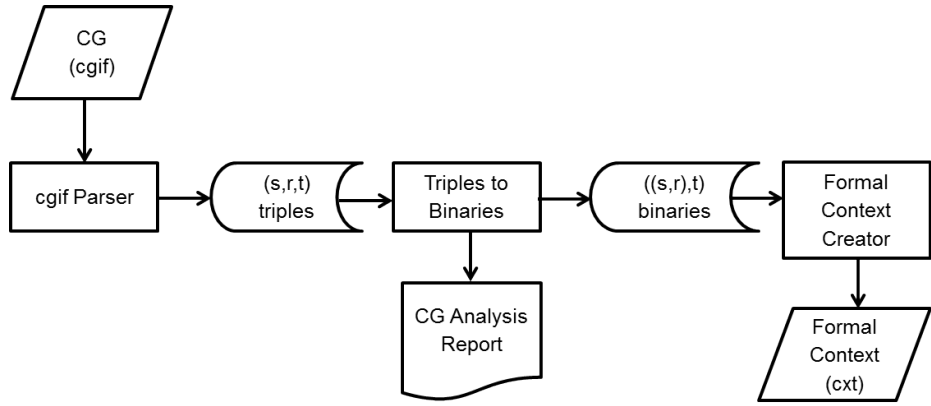 CG
(cgif)
cgif Parser
(s,r,t)
triples
Triples to
Binaries
((s,r),t)
binaries
Formal
Context
Creator
CG Analysis
Report
Formal
Context
(cxt)